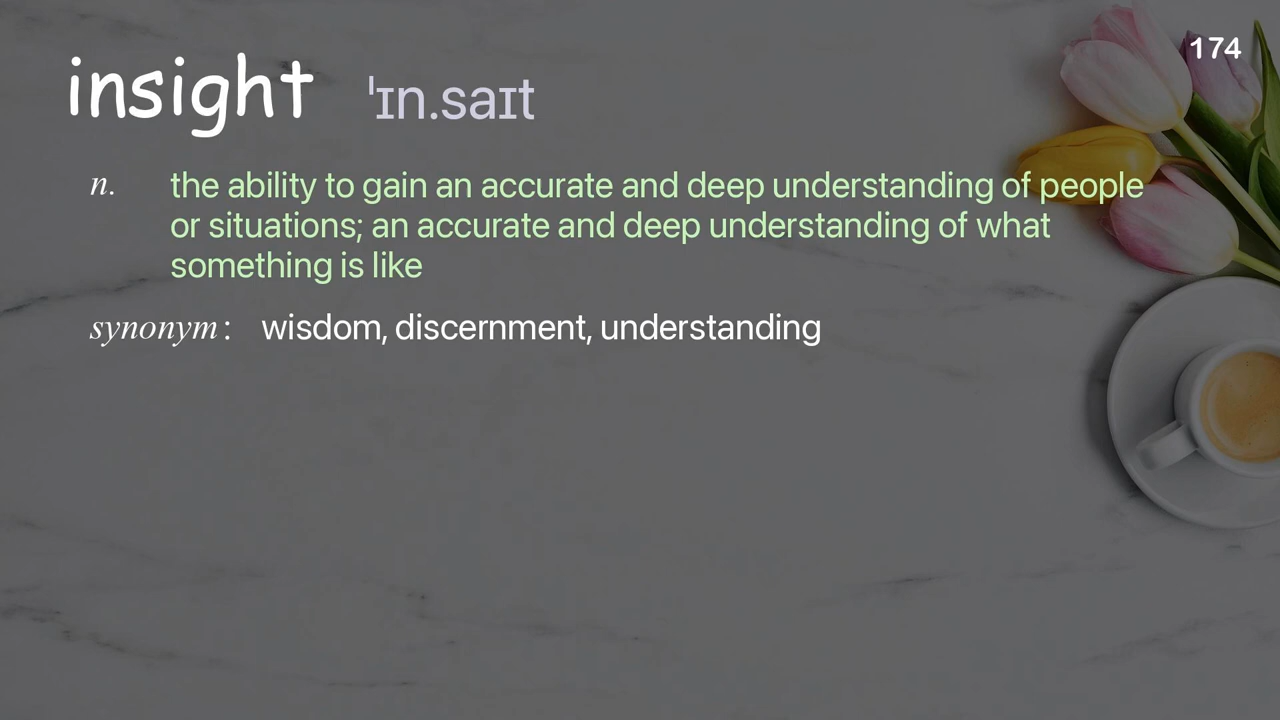 174
insight ˈɪn.saɪt
n. the ability to gain an accurate and deep understanding of people
or situations; an accurate and deep understanding of what
something is like
synonym: wisdom, discernment, understanding